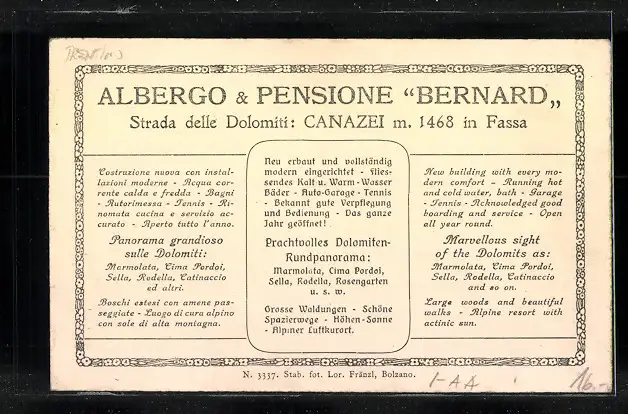 TRENTINO
ALBERGO & PENSIONE “BERNARD„
Strada delle Dolomiti: CANAZEI m. 1468 in Fassa
Costruzione nuova con instal-
lazioni moderne - Acqua cor-
rente calda e fredda - Bagni
- Autorimessa - Tennis - Ri-
nomata cucina e servizio ac-
curato - Aperto tutto l'anno.
Panorama grandioso
sulle Dolomiti:
Marmolata, Cima Pordoi,
Sella, Rodella, Catinaccio
ed altri.
Boschi estesi con amene pas-
seggiate - Luogo di cura alpino
con sole di alta montagna.
Neu erbaut und vollständig
modern eingerichtet - flies-
sendes Kalt u. Warm-Wasser
Bäder - Auto-Garage - Tennis
- Bekannt gute Verpflegung
und Bedienung - Das ganze
Jahr geöffnet!
Prachtvolles Dolomiten-
Rundpanorama:
Marmolata, Cima Pordoi,
Sella, Rodella, Rosengarten
u. s. w.
Grosse Waldungen - Schöne
Spazierwege - Höhen-Sonne
- Alpiner Luftkurort.
New building with every mo-
dern comfort - Running hot
and cold water, bath - Garage
- Tennis - Acknowledged good
boarding and service - Open
all year round.
Marvellous sight
of the Dolomits as:
Marmolata, Cima Pordoi,
Sella, Rodella, Catinaccio
and so on.
Large woods and beautiful
walks - Alpine resort with
actinic sun.
N. 3337. Stab. fot. Lor. Fränzl, Bolzano.
1-AA
16.-